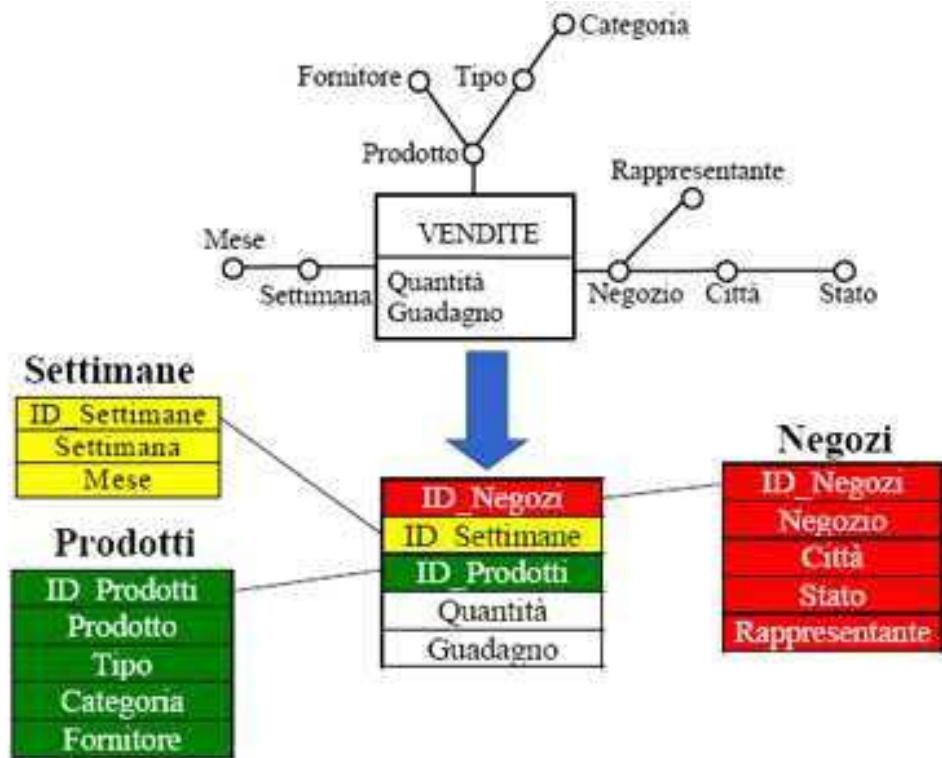 Categoria
Fornitore
Tipo
Prodotto
Rappresentante
VENDITE
Mese
Settimana
Quantità
Guadagno
Negozio
Città
Stato
Settimane
ID_Settimane
Settimana
Mese
Negozi
ID_Negozi
Negozio
Città
Stato
Rappresentante
ID_Negozi
ID_Settimane
ID_Prodotti
Quantità
Guadagno
Prodotti
ID_Prodotti
Prodotto
Tipo
Categoria
Fornitore